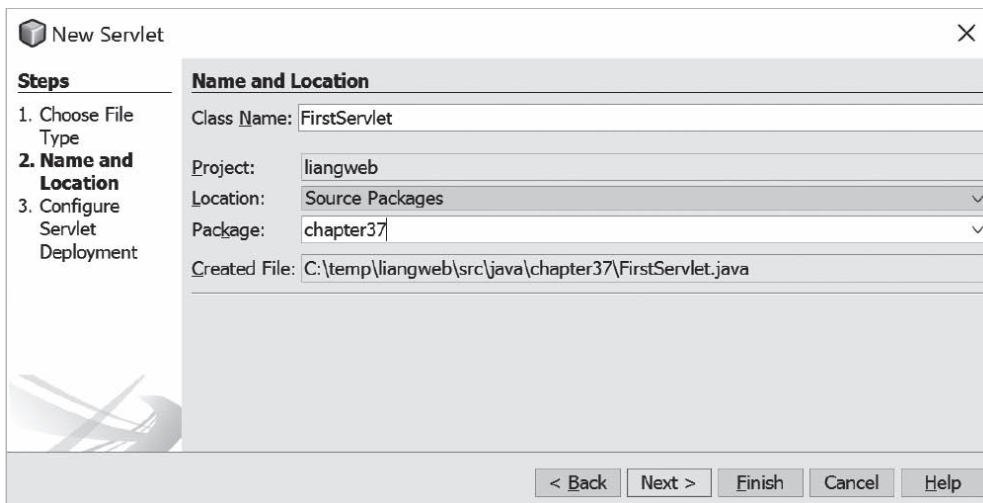 New Servlet
Steps
1. Choose File
Type
2. Name and
Location
3. Configure
Servlet
Deployment
Name and Location
Class Name: FirstServlet
Project: liangweb
Location: Source Packages
Package: chapter37
Created File: C:\temp\liangweb\src\java\chapter37\FirstServlet.java
< Back Next > Finish Cancel Help